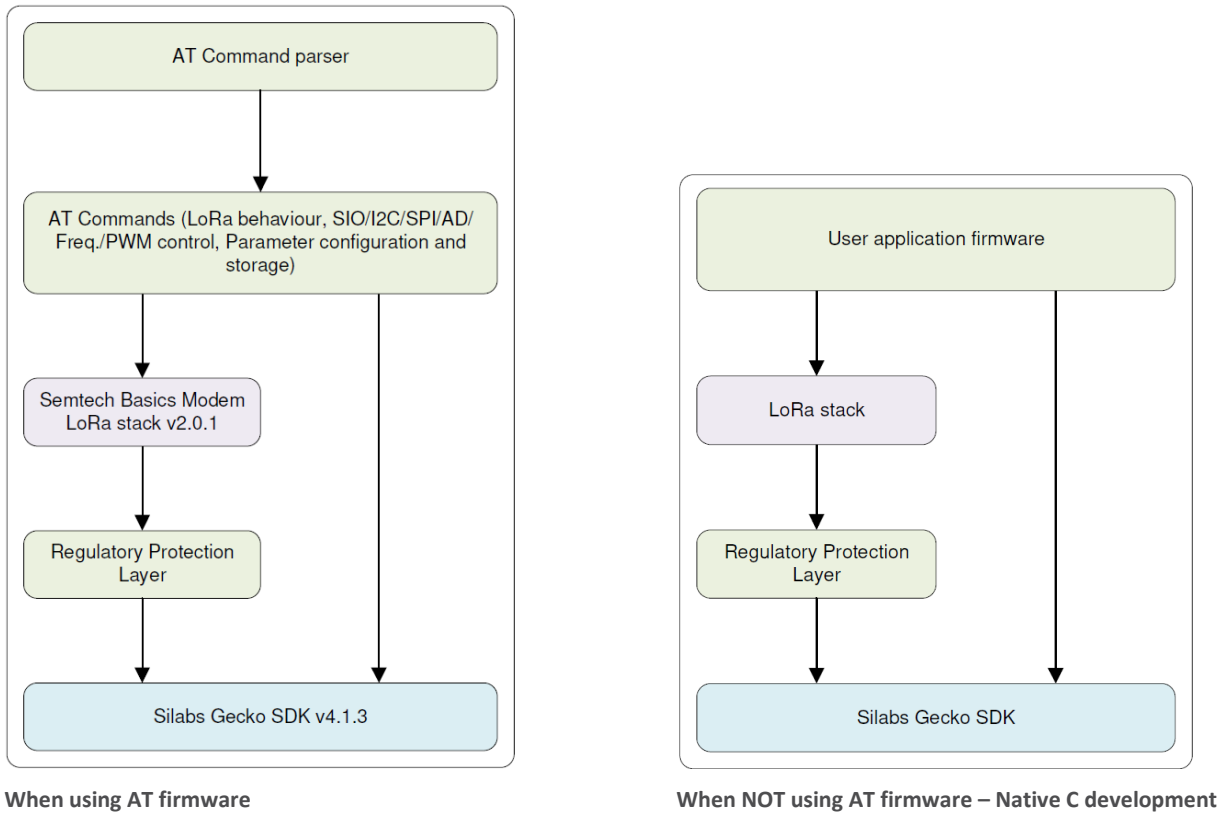 AT Command parser
AT Commands (LoRa behaviour, SIO/I2C/SPI/AD/
Freq./PWM control, Parameter configuration and
storage)
Semtech Basics Modem
LoRa stack v2.0.1
Regulatory Protection
Layer
Silabs Gecko SDK v4.1.3
When using AT firmware
User application firmware
LoRa stack
Regulatory Protection
Layer
Silabs Gecko SDK
When NOT using AT firmware – Native C development